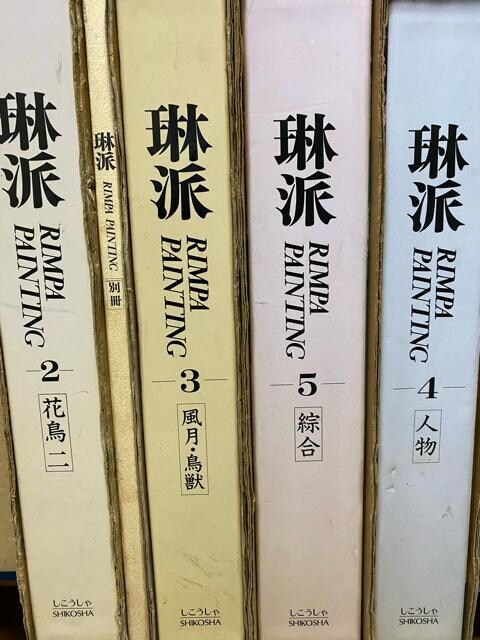 琳派
RIMPA
PAINTING
2
花鳥二
しこうしゃ
SHIKOSHA
琳派
RIMPA PAINTING
別冊
琳派
RIMPA
PAINTING
3
風月・鳥獣
しこうしゃ
SHIKOSHA
琳派
RIMPA
PAINTING
5
綜合
しこうしゃ
SHIKOSHA
琳派
RIMPA
PAINTING
4
人物
しこうしゃ
SHIKOSHA